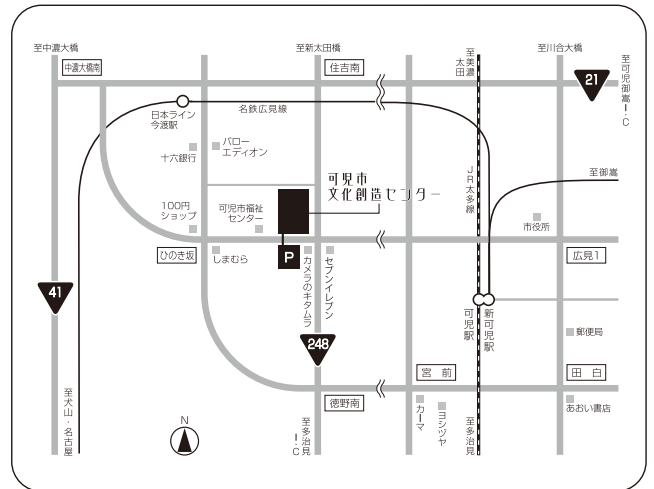 至中濃大橋
至新太田橋
至美濃太田
至川合大橋
至可児御嵩I.C
中濃大橋南
住吉南
21
日本ライン
今渡駅
名鉄広見線
十六銀行
バロー
エディオン
JR太多線
至御嵩
可児市
文化創造センター
100円
ショップ
可児市福祉
センター
市役所
ひのき坂
しまむら
P
カメラのキタムラ
セブンイレブン
広見1
41
248
可児駅
新可児駅
郵便局
宮前
田白
徳野南
カーマ
ヨシヅヤ
あおい書店
至犬山・名古屋
N
至多治見I.C
至多治見